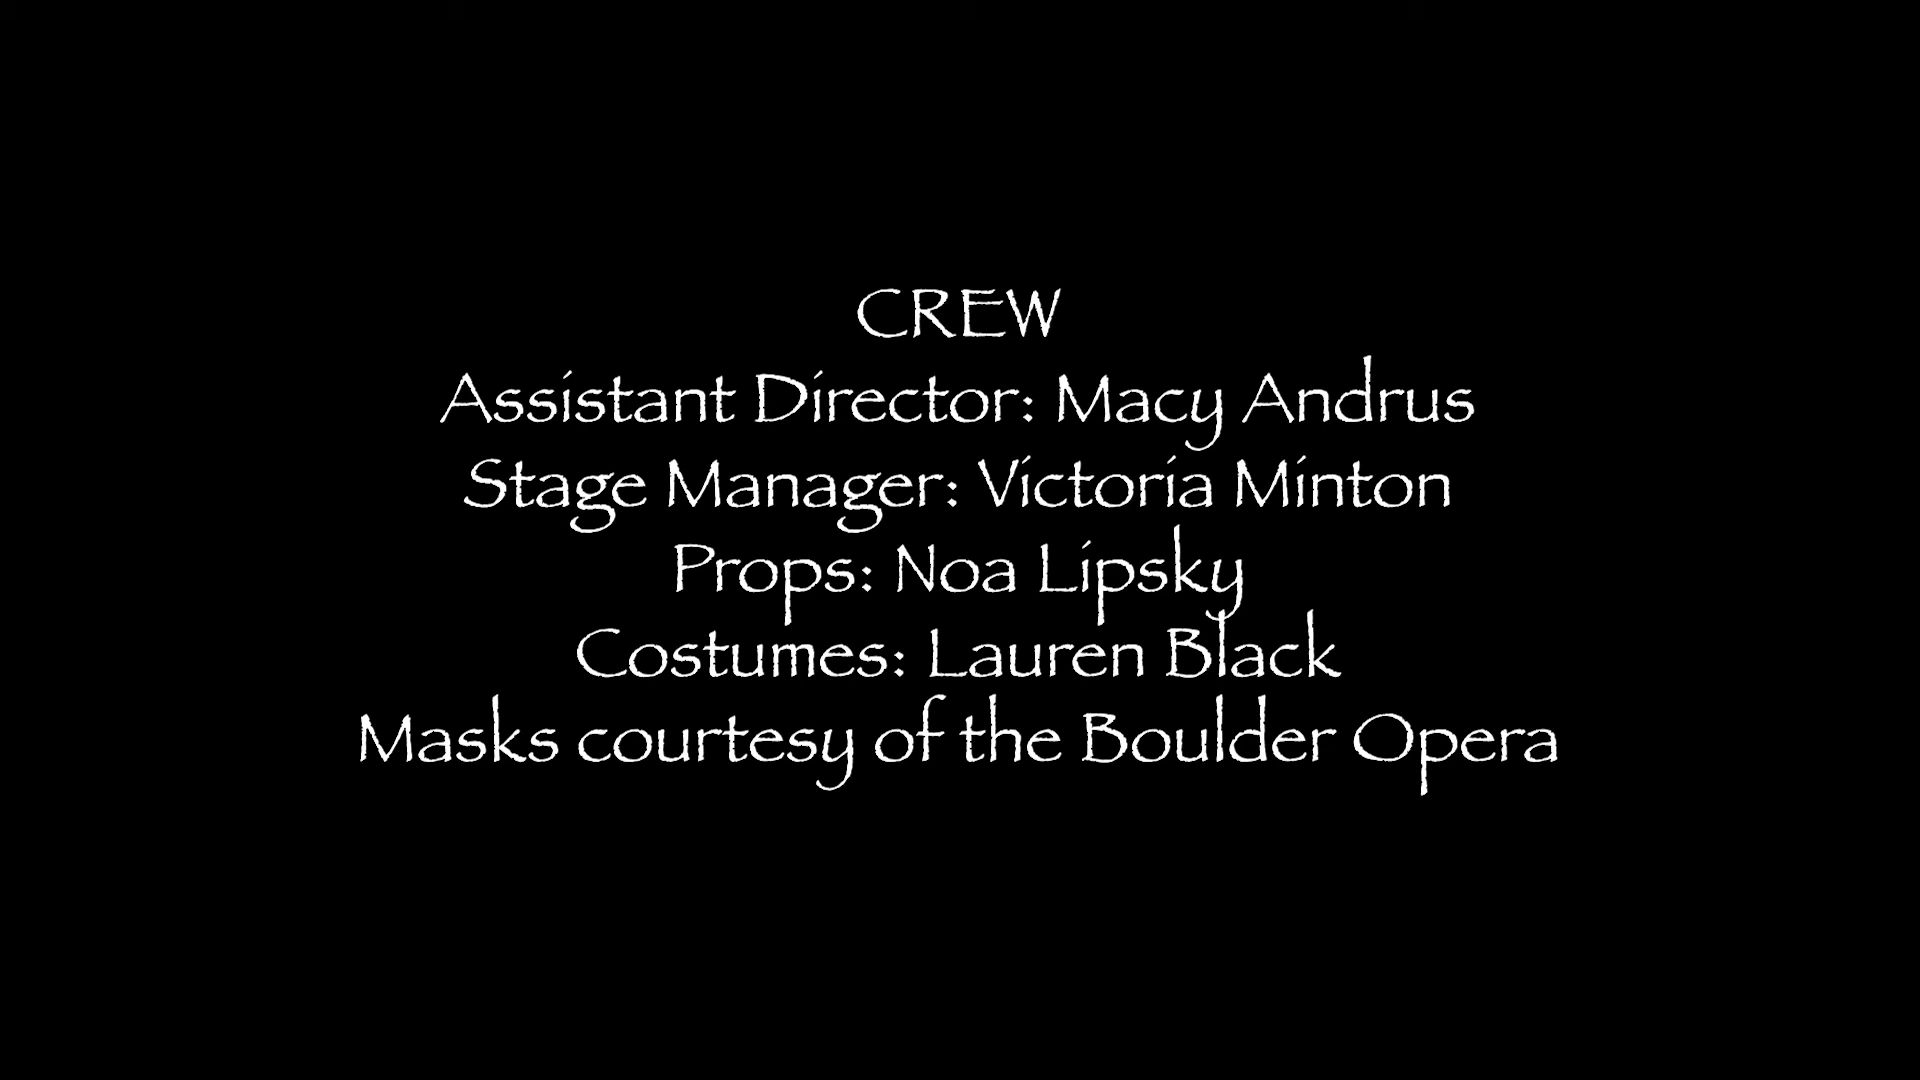 CREW
Assistant Director: Macy Andrus
Stage Manager: Victoria Minton
Props: Noa Lipsky
Costumes: Lauren Black
Masks courtesy of the Boulder Opera